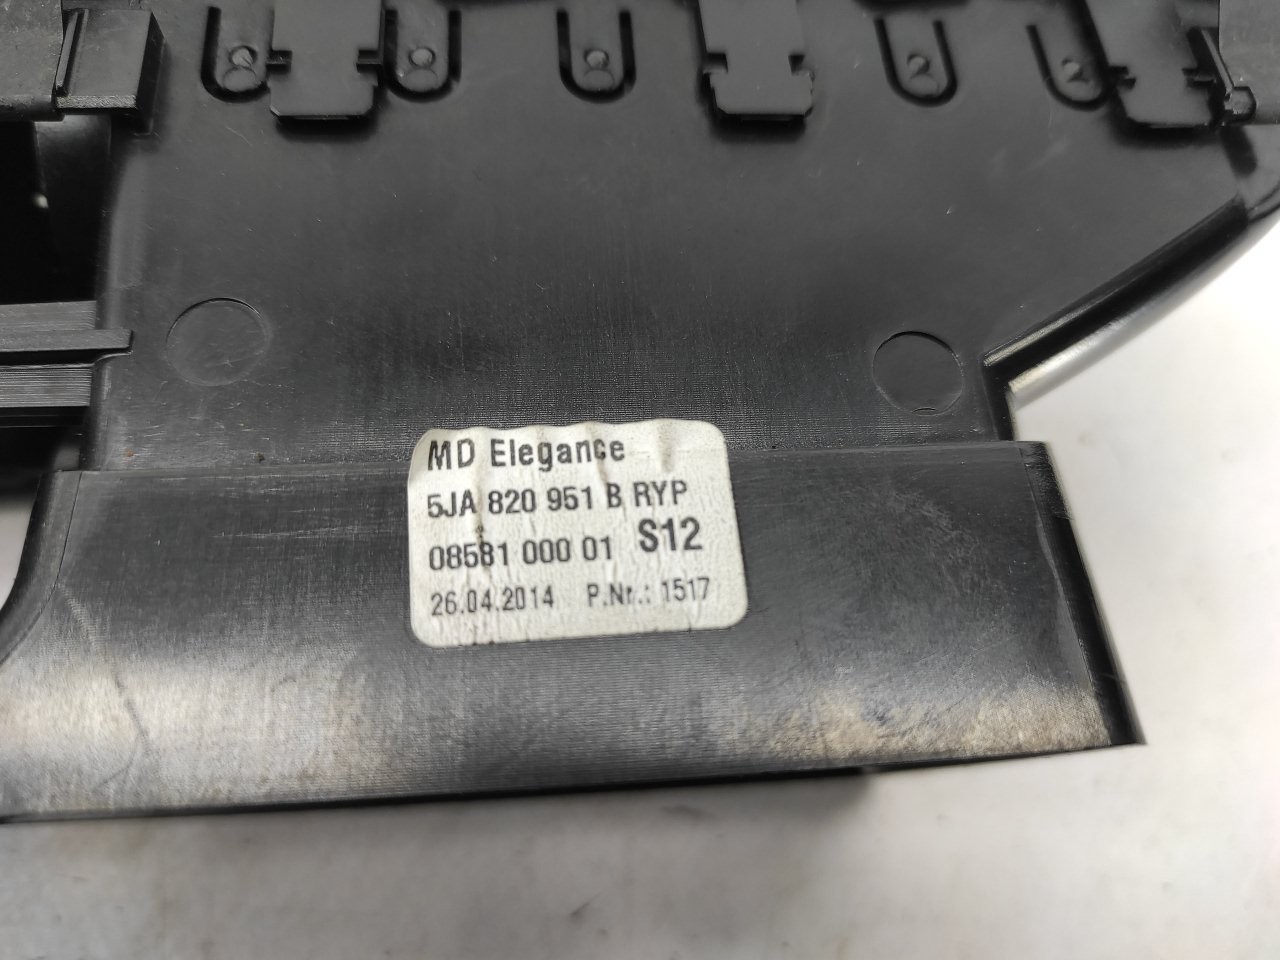 MD Elegance
5JA 820 951 B RYP
08581 000 01 S12
26.04.2014 P.Nr.: 1517